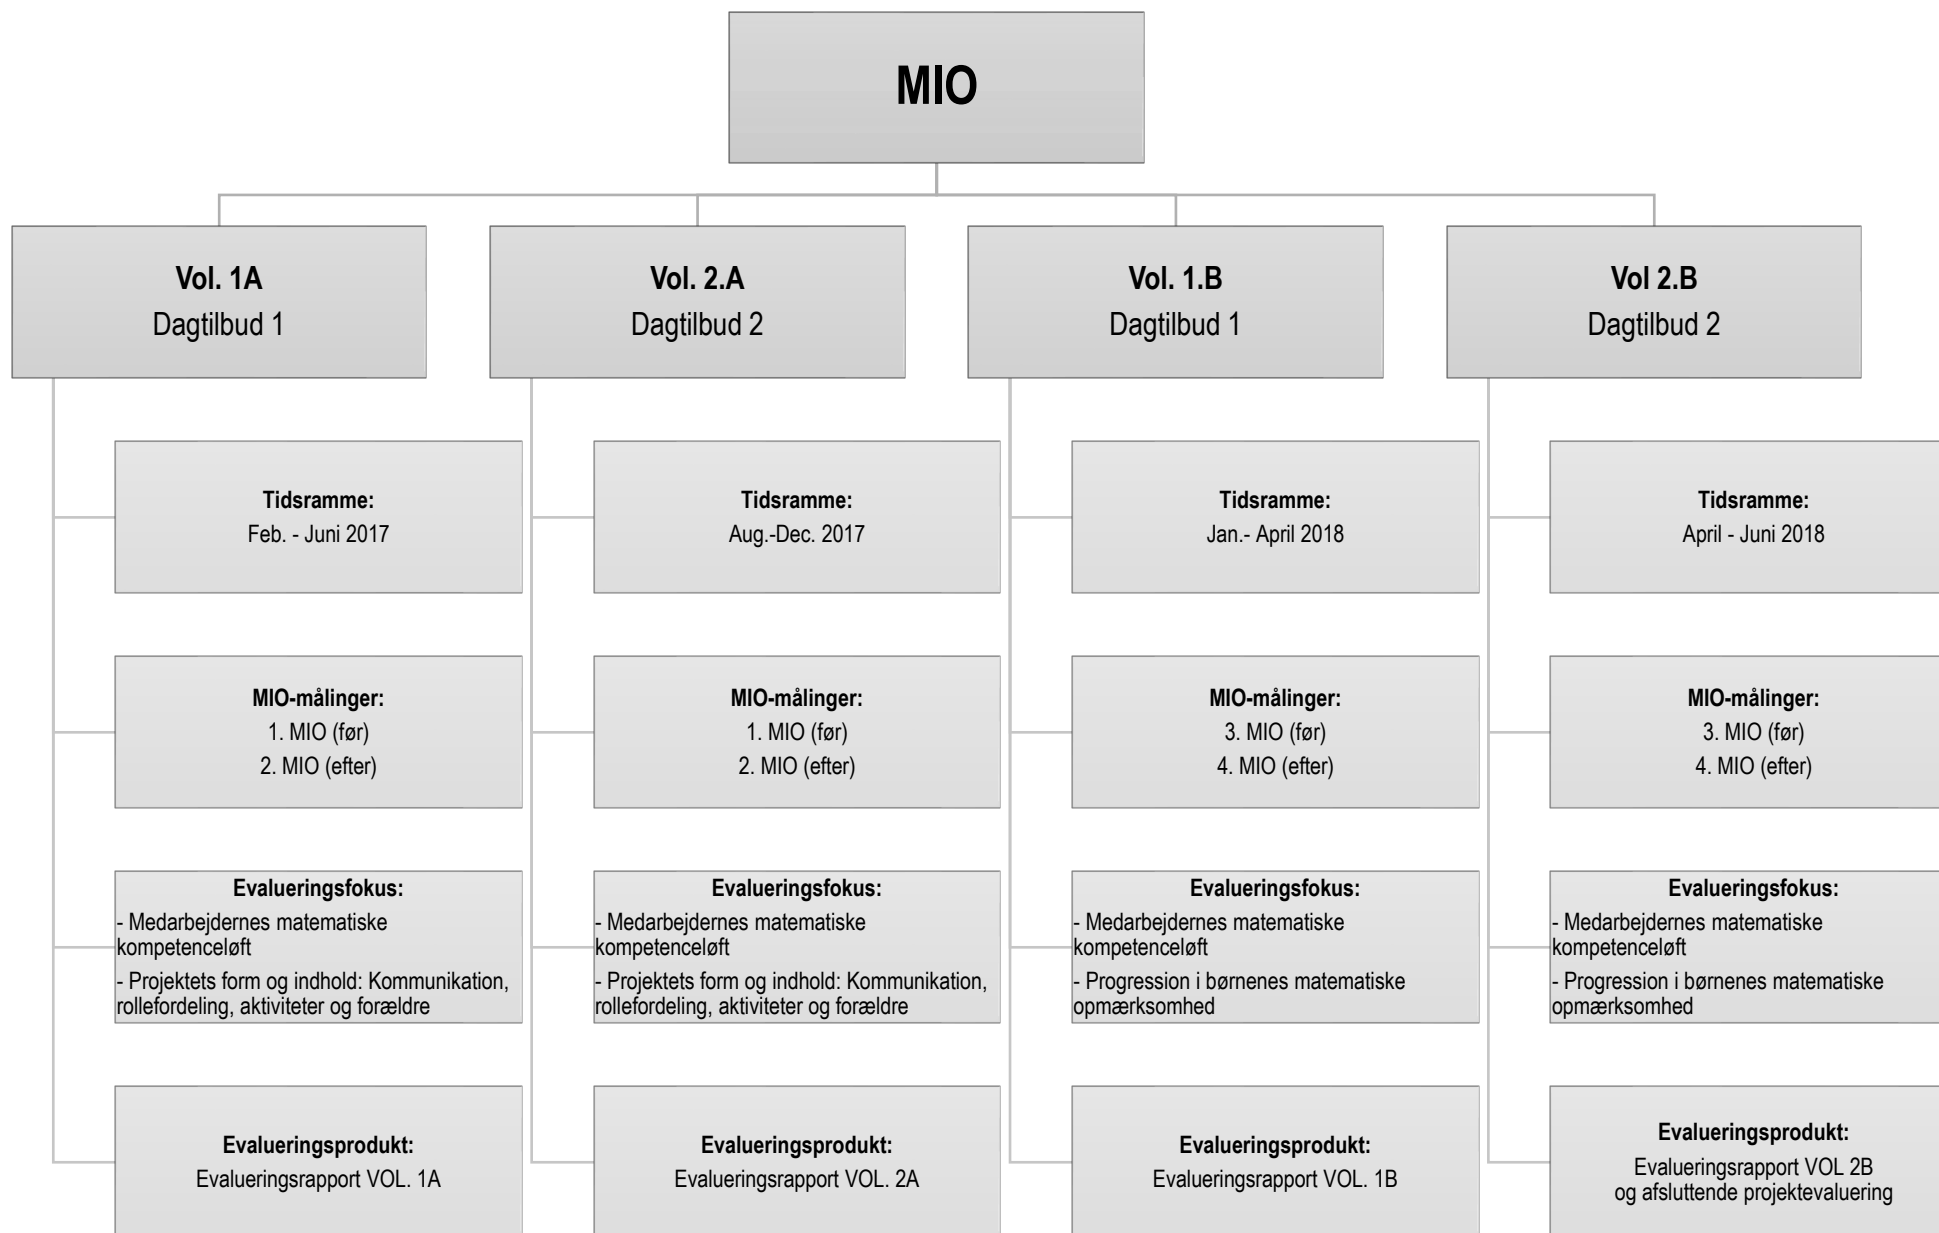 MIO
Vol. 1A
Dagtilbud 1
Tidsramme:
Feb. - Juni 2017
MIO-målinger:
1. MIO (før)
2. MIO (efter)
Evalueringsfokus:
- Medarbejdernes matematiske
kompetenceløft
- Projektets form og indhold: Kommunikation,
rollefordeling, aktiviteter og forældre
Evalueringsprodukt:
Evalueringsrapport VOL. 1A
Vol. 2.A
Dagtilbud 2
Tidsramme:
Aug.-Dec. 2017
MIO-målinger:
1. MIO (før)
2. MIO (efter)
Evalueringsfokus:
- Medarbejdernes matematiske
kompetenceløft
- Projektets form og indhold: Kommunikation,
rollefordeling, aktiviteter og forældre
Evalueringsprodukt:
Evalueringsrapport VOL. 2A
Vol. 1.B
Dagtilbud 1
Tidsramme:
Jan.- April 2018
MIO-målinger:
3. MIO (før)
4. MIO (efter)
Evalueringsfokus:
- Medarbejdernes matematiske
kompetenceløft
- Progression i børnenes matematiske
opmærksomhed
Evalueringsprodukt:
Evalueringsrapport VOL. 1B
Vol 2.B
Dagtilbud 2
Tidsramme:
April - Juni 2018
MIO-målinger:
3. MIO (før)
4. MIO (efter)
Evalueringsfokus:
- Medarbejdernes matematiske
kompetenceløft
- Progression i børnenes matematiske
opmærksomhed
Evalueringsprodukt:
Evalueringsrapport VOL 2B
og afsluttende projektevaluering